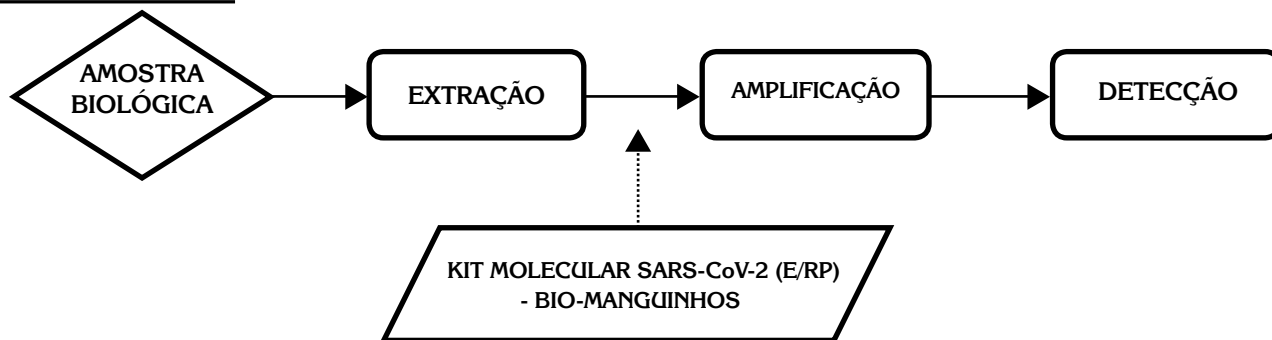 AMOSTRA
BIOLÓGICA
EXTRAÇÃO
AMPLIFICAÇÃO
DETECÇÃO
KIT MOLECULAR SARS-CoV-2 (E/RP)
- BIO-MANGUINHOS